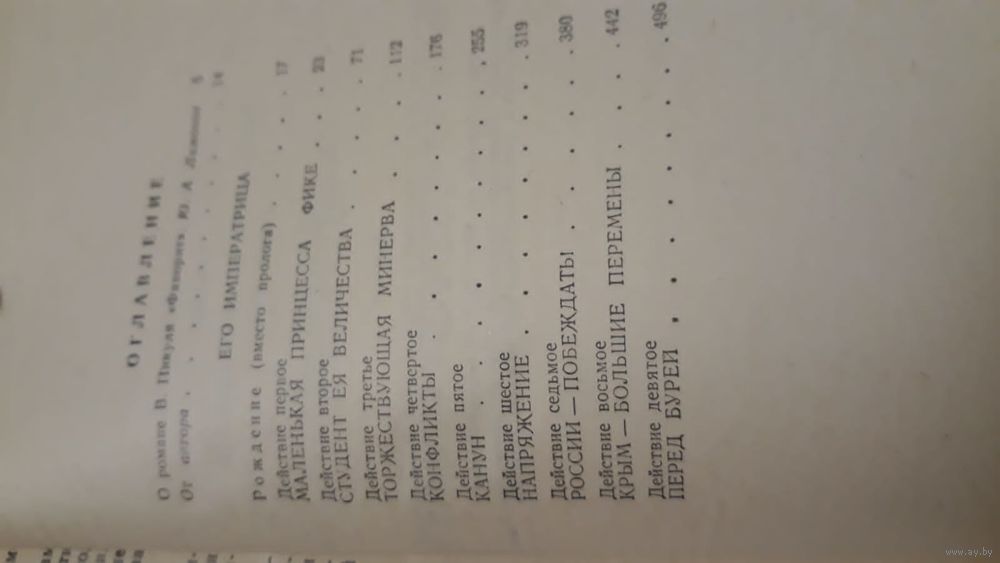 ОГЛАВЛЕНИЕ
О романе В Пикуля «Фаворит». Ю. А. 5
От автора . . . . . . . 14
ЕГО ИМПЕРАТРИЦА
Рождение (вместо пролога) . . . . 17
Действие первое
МАЛЕНЬКАЯ ПРИНЦЕССА ФИКЕ . . . 23
Действие второе
СТУДЕНТ ЕЯ ВЕЛИЧЕСТВА . . . . 71
Действие третье
ТОРЖЕСТВУЮЩАЯ МИНЕРВА . . . . 112
Действие четвертое
КОНФЛИКТЫ . . . . . . . . 176
Действие пятое
КАНУН . . . . . . . . . . 255
Действие шестое
НАПРЯЖЕНИЕ . . . . . . . . 319
Действие седьмое
РОССИИ — ПОБЕЖДАТЫ . . . . . . 380
Действие восьмое
КРЫМ — БОЛЬШИЕ ПЕРЕМЕНЫ . . . . 442
Действие девятое
ПЕРЕД БУРЕЙ . . . . . . . . 496
www.ay.by